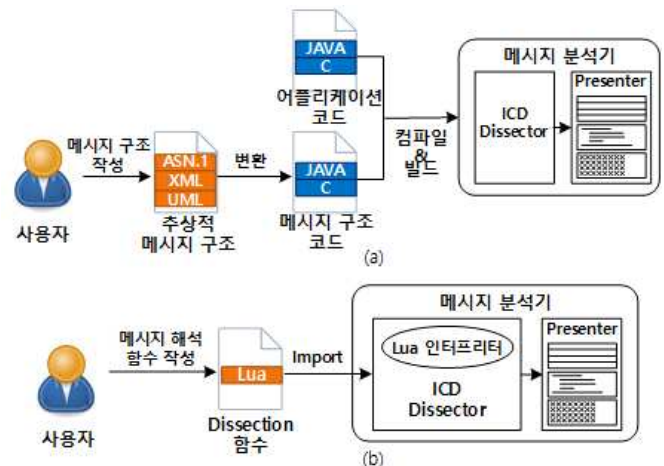 JAVA
C
어플리케이션
코드
메시지 구조
작성
사용자
ASN.1
XML
UML
추상적
메시지 구조
변환
JAVA
C
메시지 구조
코드
컴파일
&
빌드
메시지 분석기
ICD
Dissector
Presenter
(a)
메시지 해석
함수 작성
사용자
Lua
Dissection
함수
Import
메시지 분석기
Lua 인터프리터
ICD
Dissector
Presenter
(b)